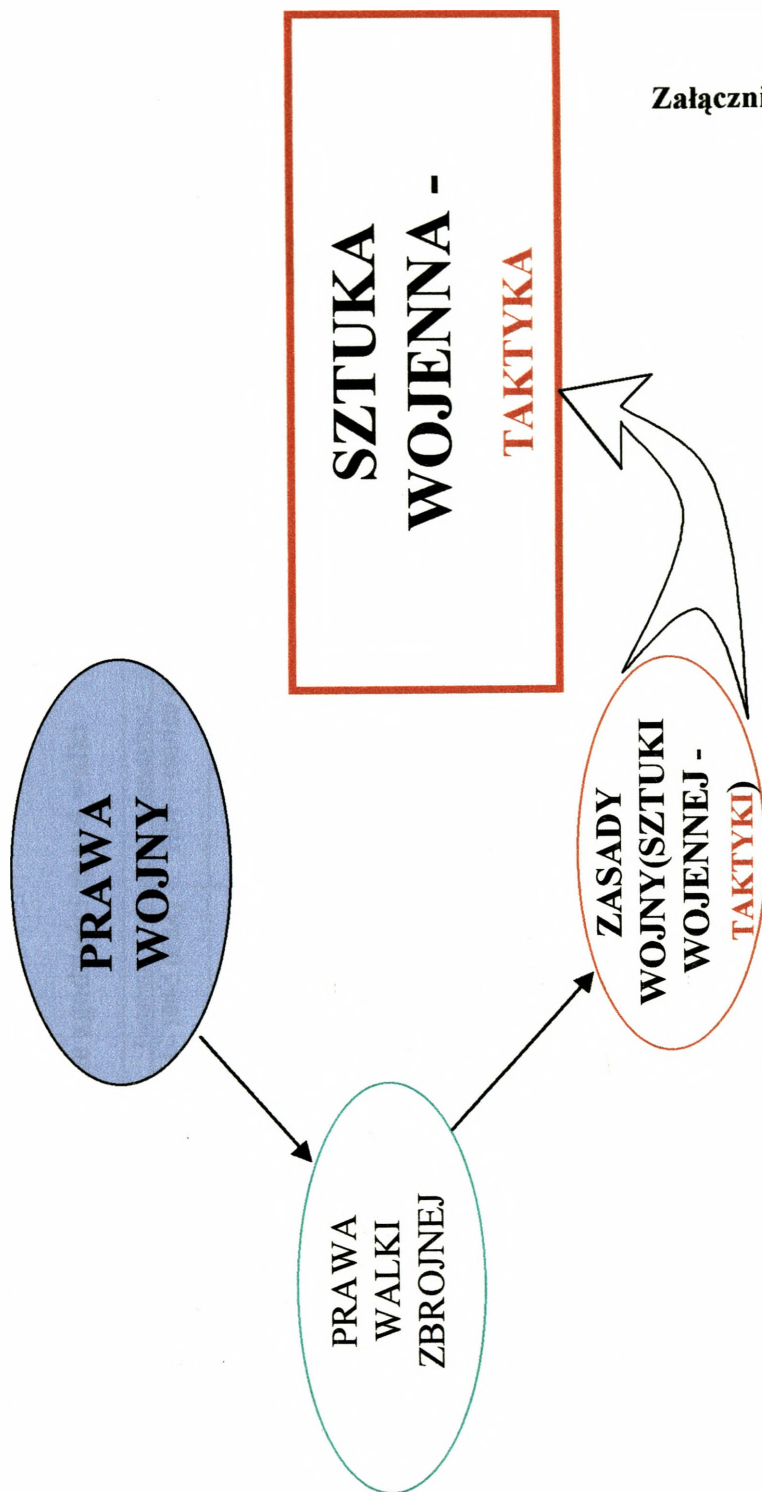 Załączni
PRAWA
WOJNY
PRAWA
WALKI
ZBROJNEJ
ZASADY
WOJNY(SZTUKI
WOJENNEJ -
TAKTYKI)
SZTUKA
WOJENNA -
TAKTYKA